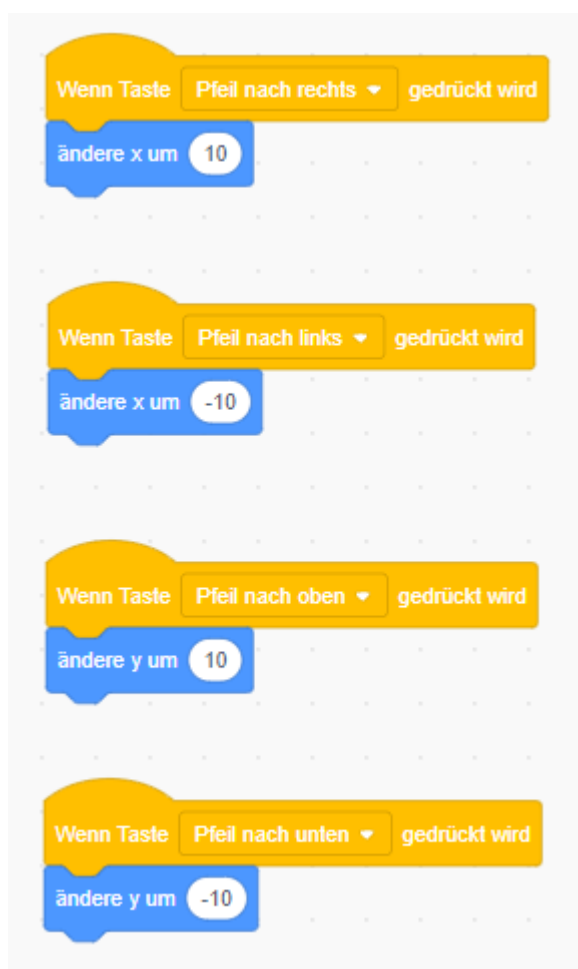 Wenn Taste Pfeil nach rechts gedrückt wird
ändere x um 10
Wenn Taste Pfeil nach links gedrückt wird
ändere x um -10
Wenn Taste Pfeil nach oben gedrückt wird
ändere y um 10
Wenn Taste Pfeil nach unten gedrückt wird
ändere y um -10